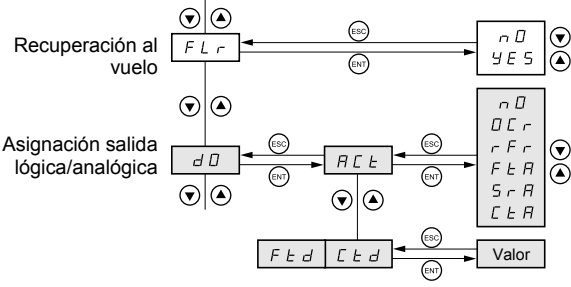 ESC
Recuperación al
vuelo
FLr
nO
YES
ENT
nO
OCr
rFr
FtA
SrA
CtA
Asignación salida
lógica/analógica
dO
ESC
ENT
ACt
ESC
ENT
Ftd
Ctd
ESC
ENT
Valor